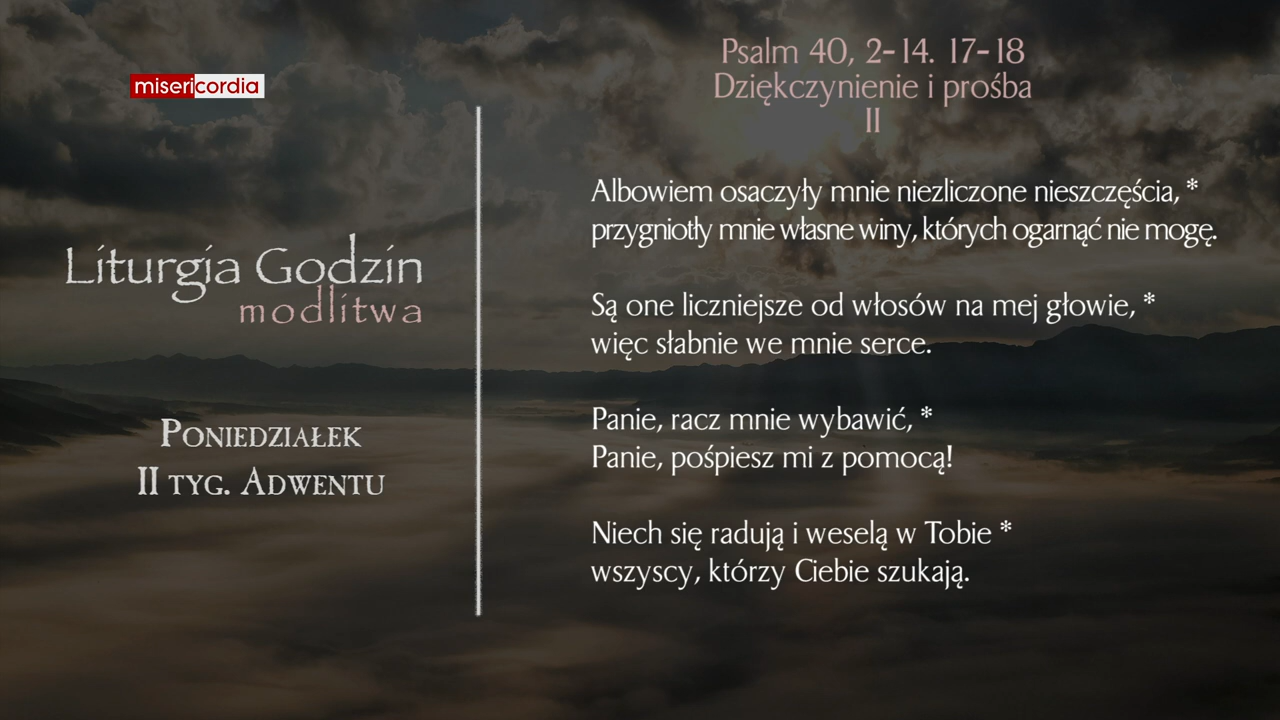 misericordia
Liturgia Godzin
modlitwa
Poniedziałek
II tyg. Adwentu
Psalm 40, 2-14. 17-18
Dziękczynienie i prośba
II
Albowiem osaczyły mnie niezliczone nieszczęścia, *
przygniotły mnie własne winy, których ogarnąć nie mogę.
Są one liczniejsze od włosów na mej głowie, *
więc słabnie we mnie serce.
Panie, racz mnie wybawić, *
Panie, pośpiesz mi z pomocą!
Niech się radują i weselą w Tobie *
wszyscy, którzy Ciebie szukają.